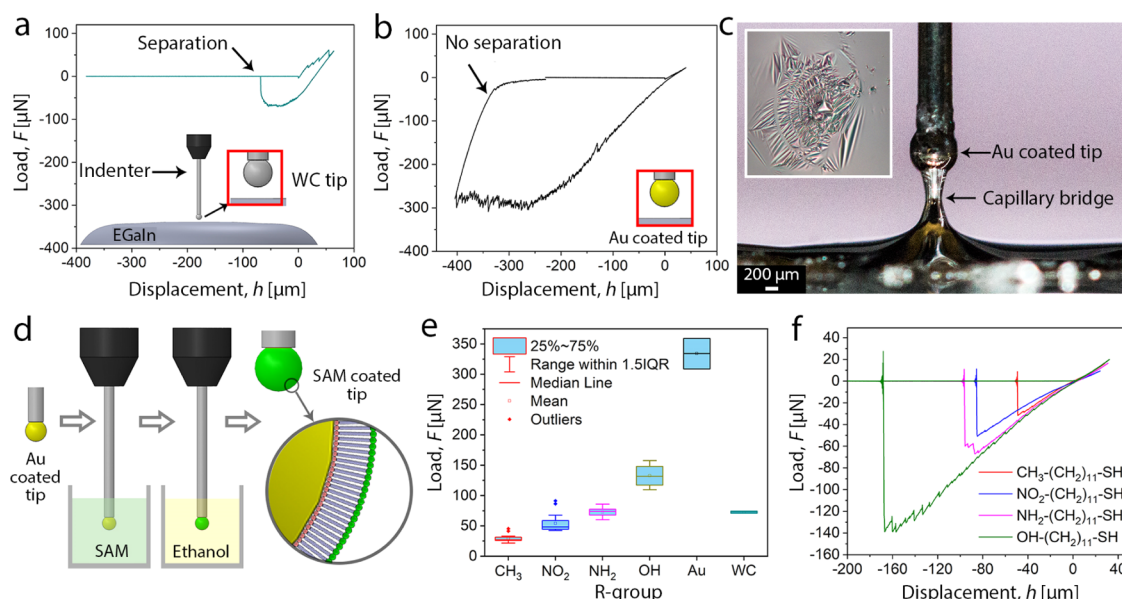 a
Load, F [μN]
100
0
-100
-200
-300
-400
Separation
Indenter
WC tip
EGaIn
-400 -300 -200 -100 0 100
Displacement, h [μm]
b
Load, F [μN]
100
0
-100
-200
-300
-400
No separation
Au coated tip
-400 -300 -200 -100 0 100
Displacement, h [μm]
c
Au coated tip
Capillary bridge
200 μm
d
Au
coated
tip
SAM
Ethanol
SAM coated
tip
e
Load, F [μN]
350
300
250
200
150
100
50
0
25%~75%
Range within 1.5IQR
Median Line
Mean
Outliers
CH3 NO2 NH2 OH Au WC
R-group
f
Load, F [μN]
40
20
0
-20
-40
-60
-80
-100
-120
-140
-160
CH3-(CH2)11-SH
NO2-(CH2)11-SH
NH2-(CH2)11-SH
OH-(CH2)11-SH
-200 -160 -120 -80 -40 0 40
Displacement, h [μm]